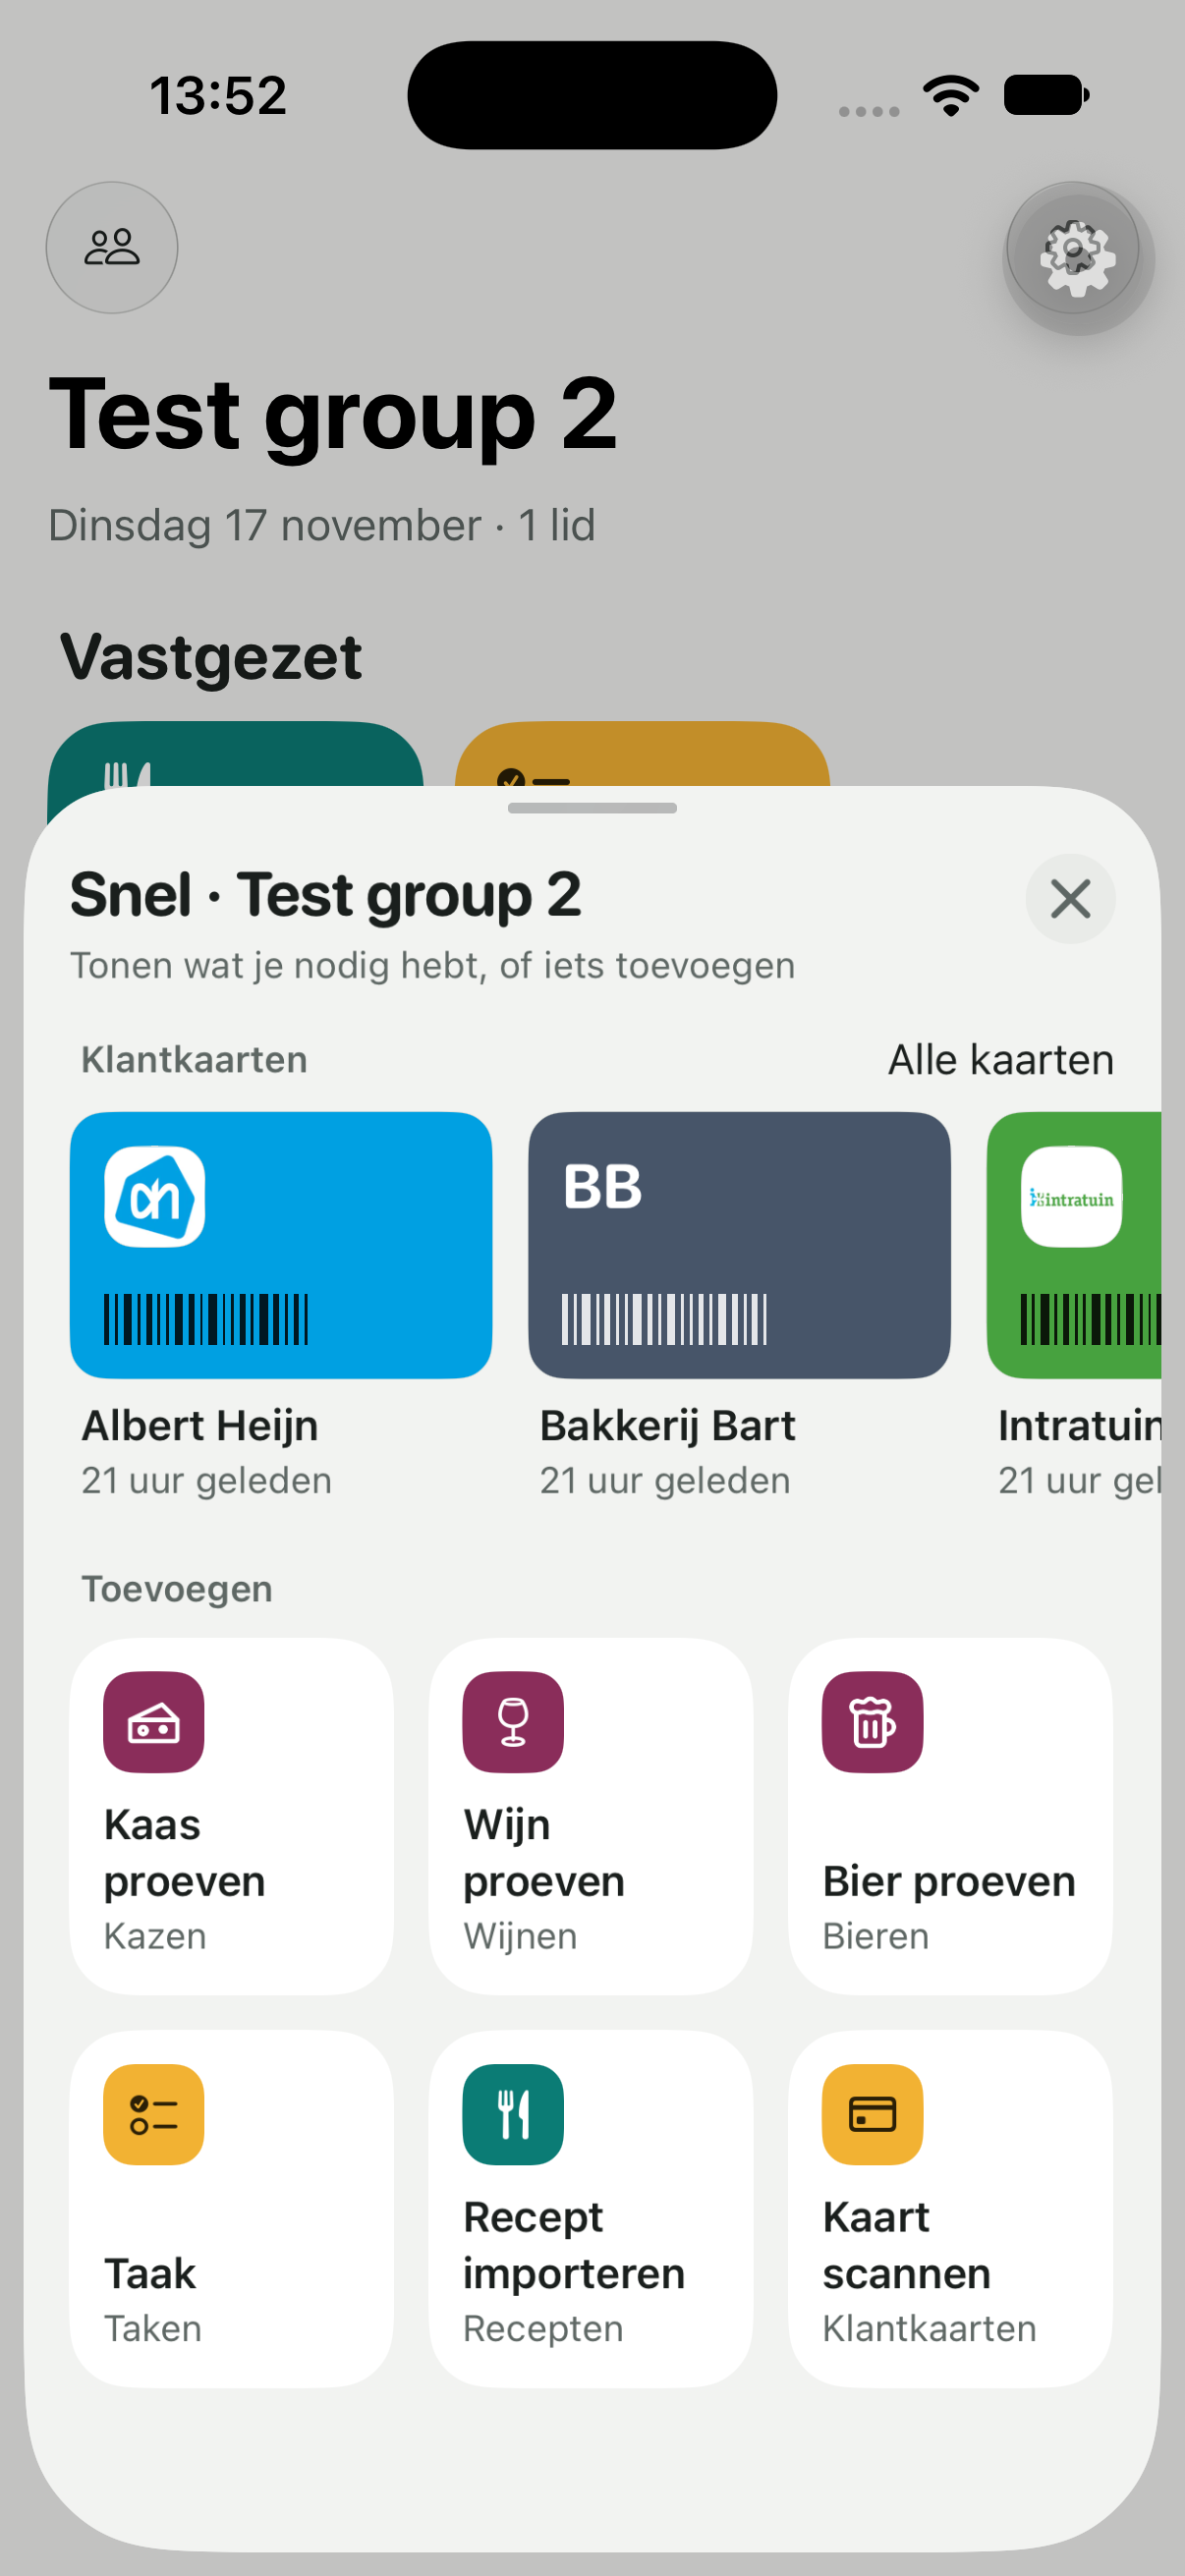 13:52
Test group 2
Dinsdag 17 november · 1 lid
Vastgezet
Snel · Test group 2
Tonen wat je nodig hebt, of iets toevoegen
Klantkaarten
Alle kaarten
BB
intratuin
Albert Heijn
21 uur geleden
Bakkerij Bart
21 uur geleden
Intratuin
21 uur gel
Toevoegen
Kaas
proeven
Kazen
Wijn
proeven
Wijnen
Bier proeven
Bieren
Taak
Taken
Recept
importeren
Recepten
Kaart
scannen
Klantkaarten